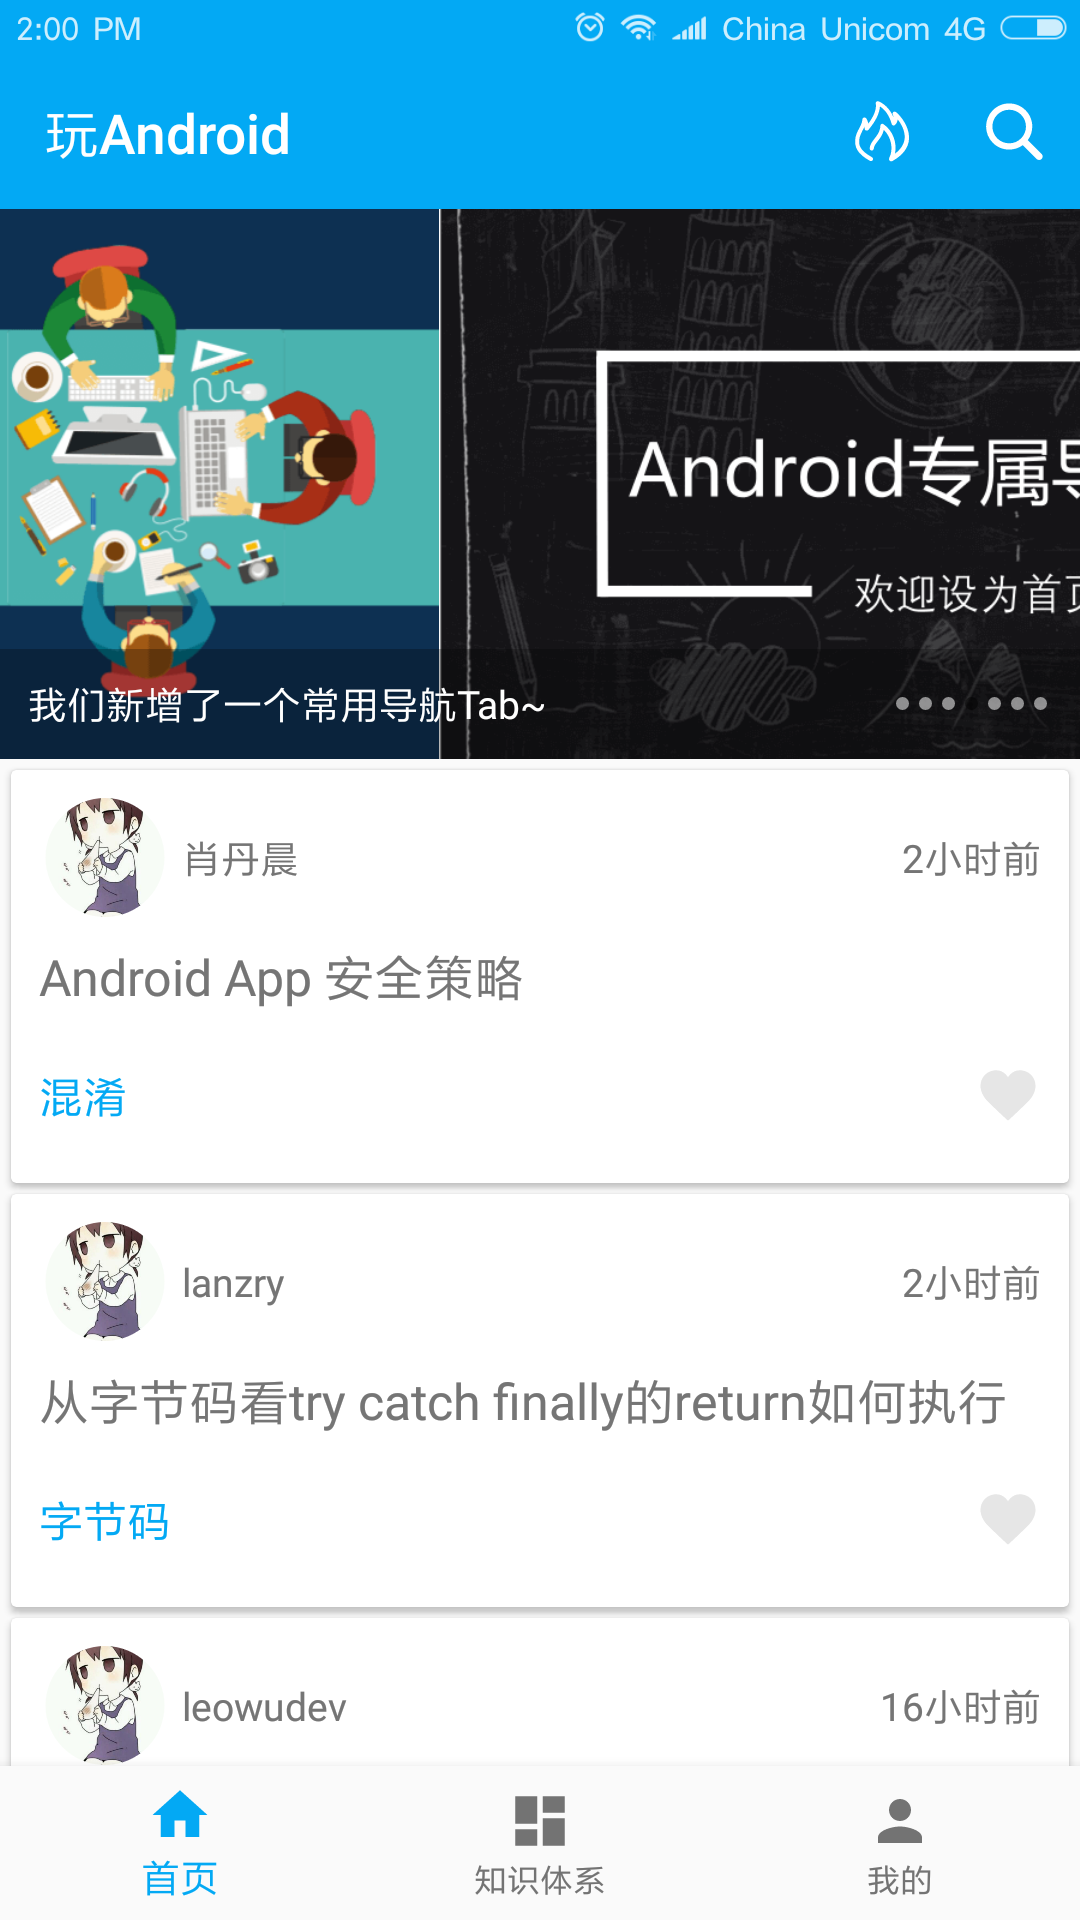 2:00 PM China Unicom 4G
玩Android
Android专属
欢迎设为首页
我们新增了一个常用导航Tab~
肖丹晨 2小时前
Android App 安全策略
混淆
lanzry 2小时前
从字节码看try catch finally的return如何执行
字节码
leowudev 16小时前
首页 知识体系 我的